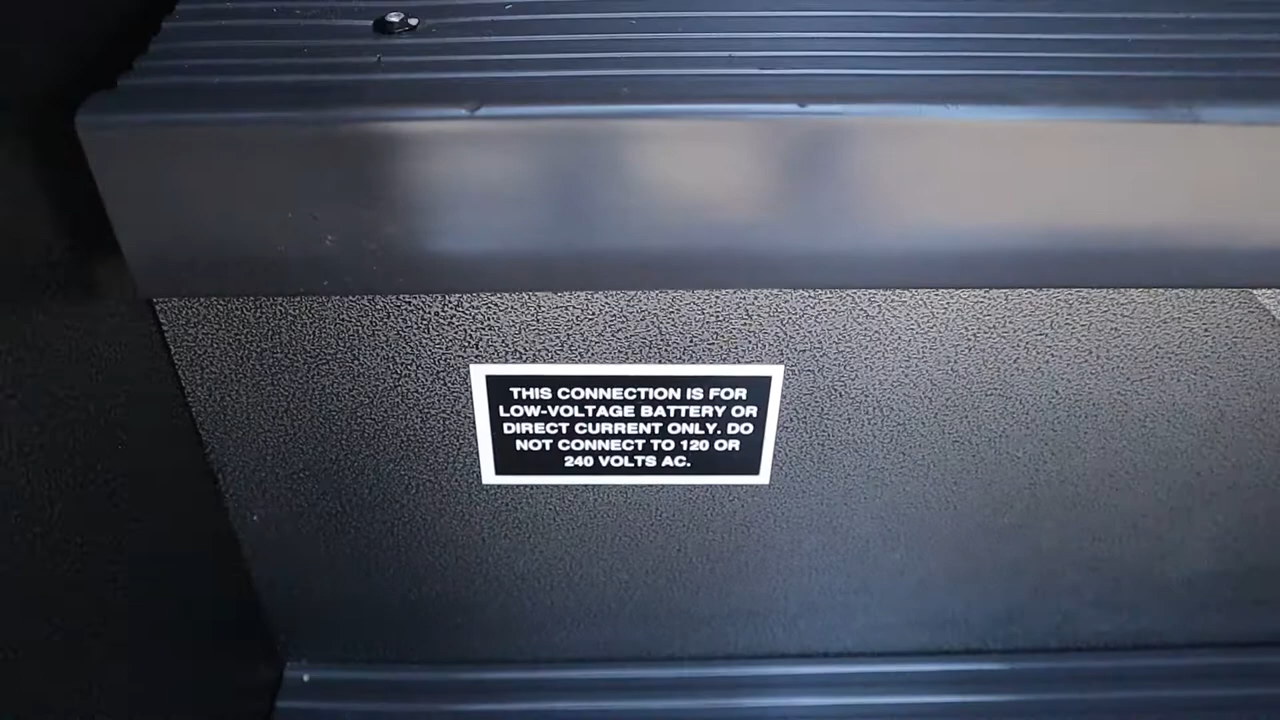 THIS CONNECTION IS FOR
LOW-VOLTAGE BATTERY OR
DIRECT CURRENT ONLY. DO
NOT CONNECT TO 120 OR
240 VOLTS AC.